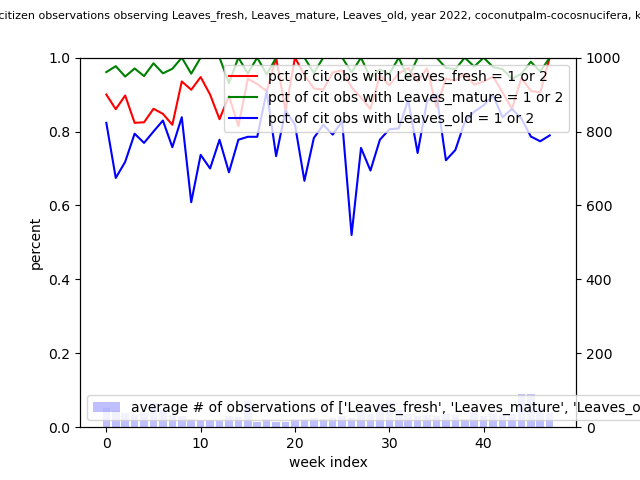 citizen observations observing Leaves_fresh, Leaves_mature, Leaves_old, year 2022, coconutpalm-cocosnucifera, k
1.0
0.8
0.6
0.4
0.2
0.0
percent
1000
800
600
400
200
0
pct of cit obs with Leaves_fresh = 1 or 2
pct of cit obs with Leaves_mature = 1 or 2
pct of cit obs with Leaves_old = 1 or 2
average # of observations of ['Leaves_fresh', 'Leaves_mature', 'Leaves_o
0 10 20 30 40
week index